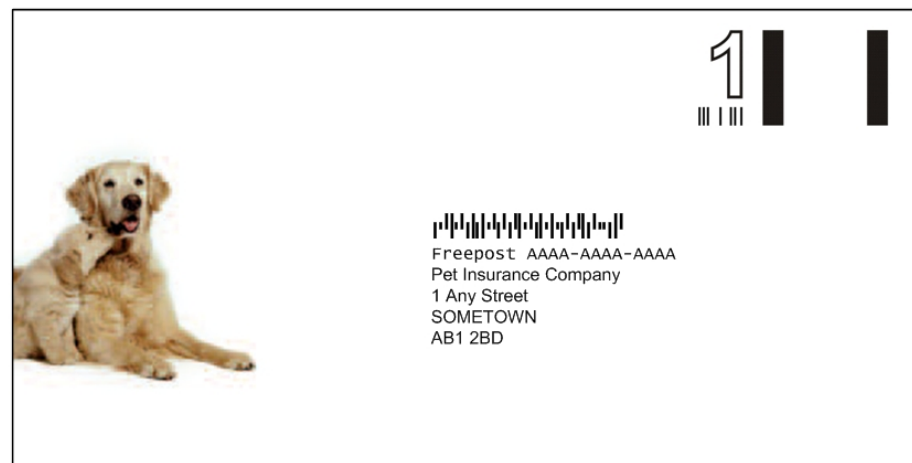 1
Freepost AAAA-AAAA-AAAA
Pet Insurance Company
1 Any Street
SOMETOWN
AB1 2BD